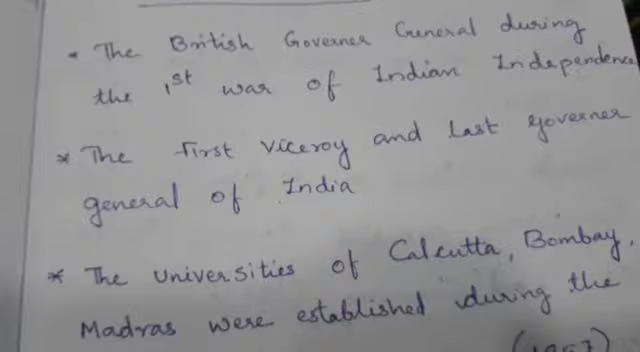 * The British Governer General during
the 1st war of Indian Independence
* The First Viceroy and last governer
general of India
* The universities of Calcutta, Bombay,
Madras were established during the